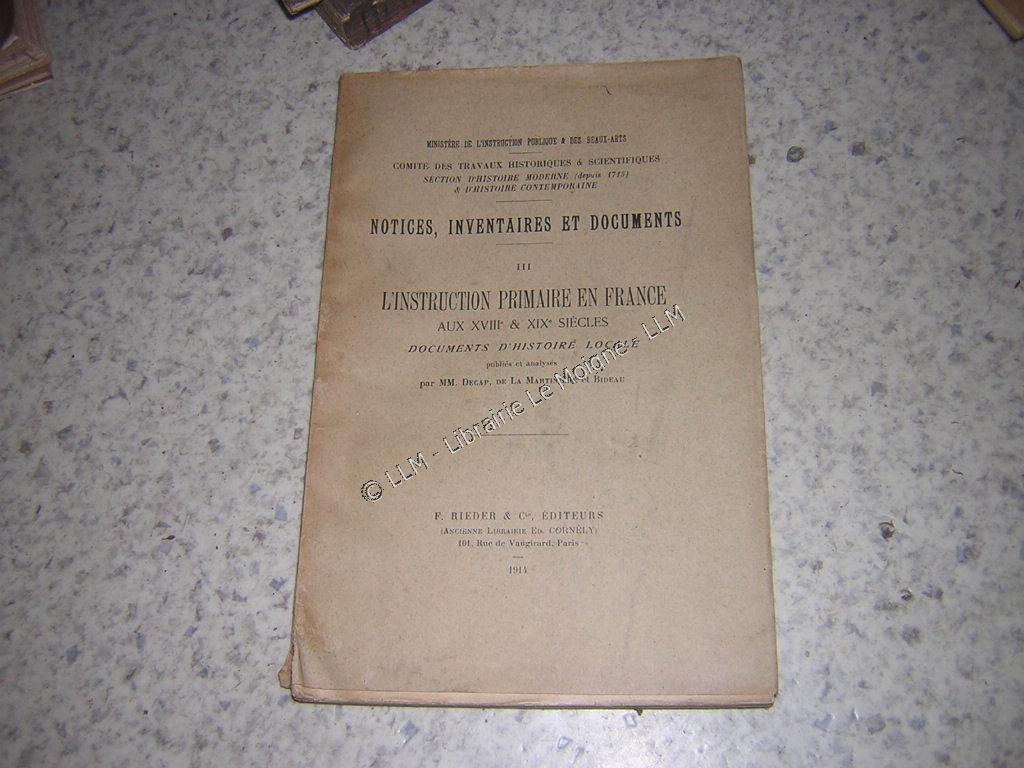 MINISTÈRE DE L'INSTRUCTION PUBLIQUE & DES BEAUX-ARTS
COMITÉ DES TRAVAUX HISTORIQUES & SCIENTIFIQUES
SECTION D'HISTOIRE MODERNE (depuis 1715)
& D'HISTOIRE CONTEMPORAINE
NOTICES, INVENTAIRES ET DOCUMENTS
III
L'INSTRUCTION PRIMAIRE EN FRANCE
AUX XVIIIe & XIXe SIÈCLES
DOCUMENTS D'HISTOIRE LOCALE
publiés et analysés
par MM. DECAP, DE LA et BIDEAU
© LLM - Librairie Le Moigne - LLM
F. RIEDER & Cie, ÉDITEURS
(ANCIENNE LIBRAIRIE ED. CORNÉLY)
101, Rue de Vaugirard, Paris
1914